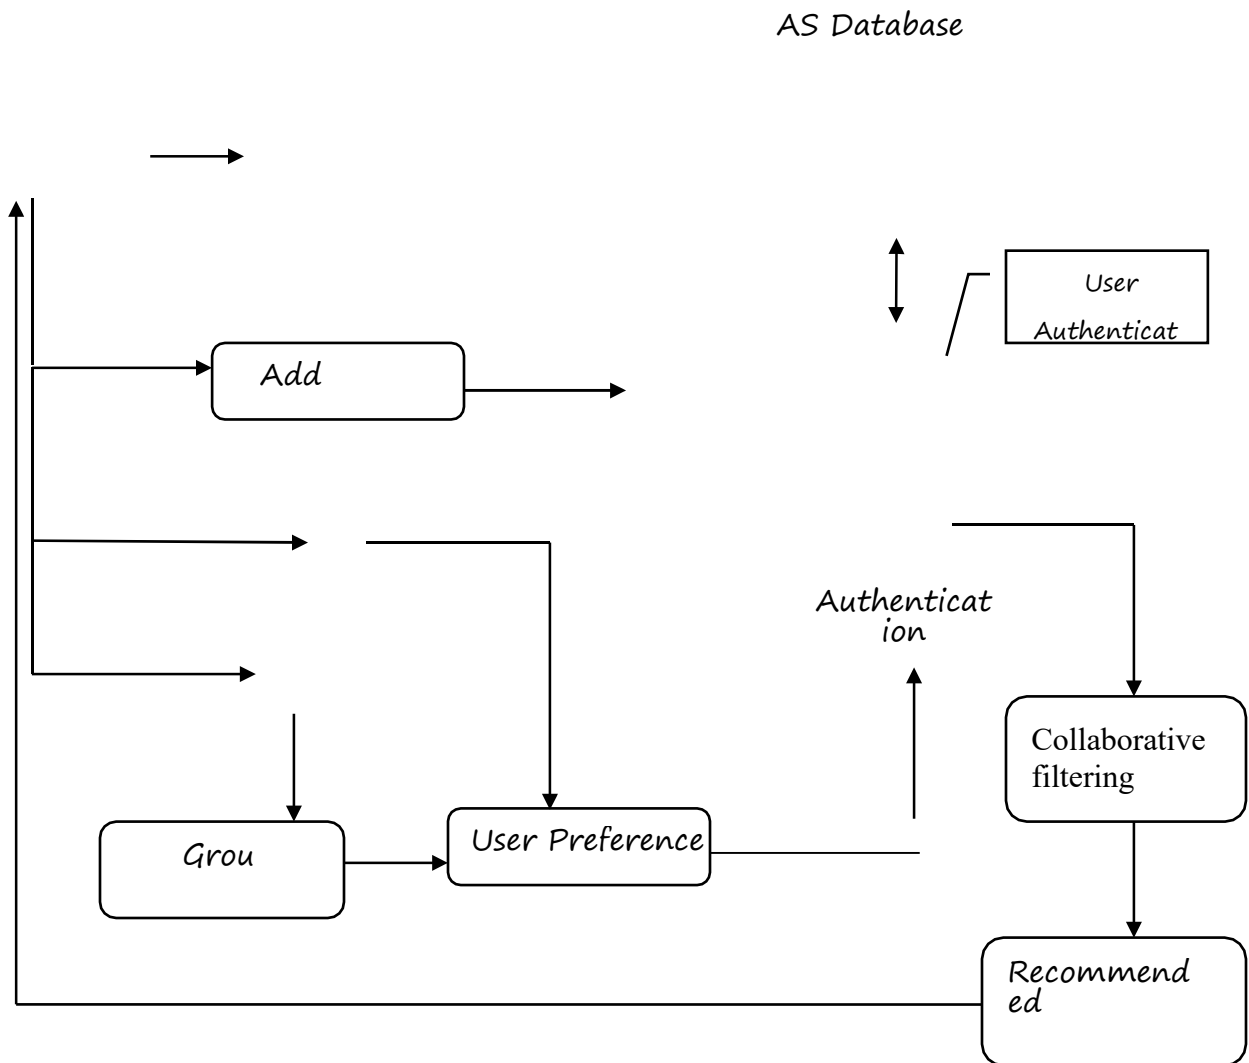 AS Database
User
Authenticat
Add
Authenticat
ion
Collaborative
filtering
User Preference
Grou
Recommend
ed